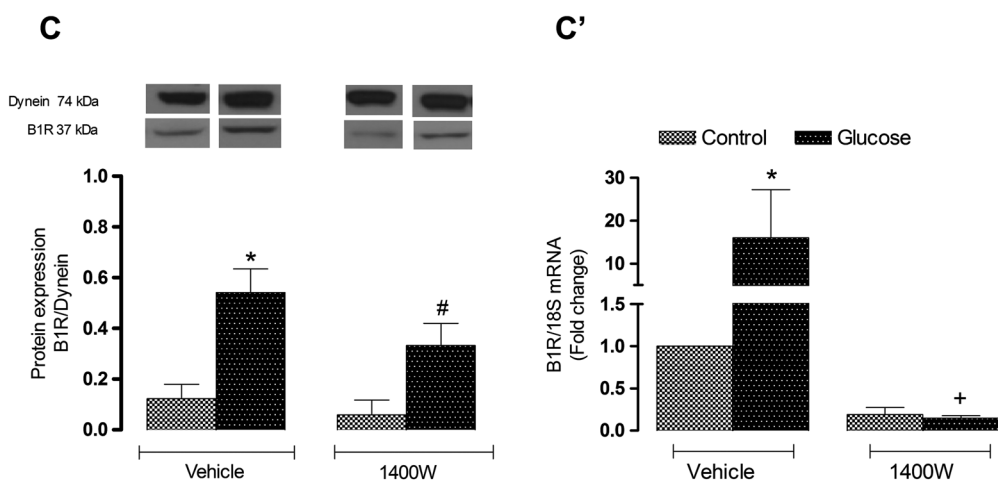 C
Dynein 74 kDa
B1R 37 kDa
Protein expression
B1R/Dynein
1.0
0.8
0.6
0.4
0.2
0.0
*
#
Vehicle
1400W
C’
Control
Glucose
B1R/18S mRNA
(Fold change)
30
20
10
1.5
1.0
0.5
0.0
*
+
Vehicle
1400W